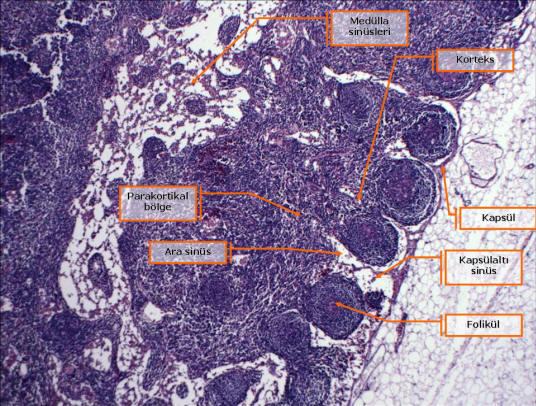 Medülla
sinüsleri
Korteks
Parakortikal
bölge
Kapsül
Ara sinüs
Kapsülaltı
sinüs
Folikül